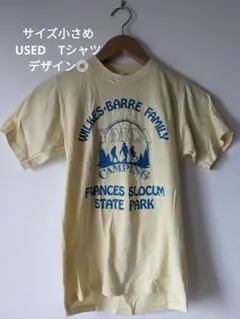 サイズ小さめ
USED Tシャツ
デザイン◎
WILKES-BARRE FAMILY
CAMPING
FRANCES SLOCUM
STATE PARK